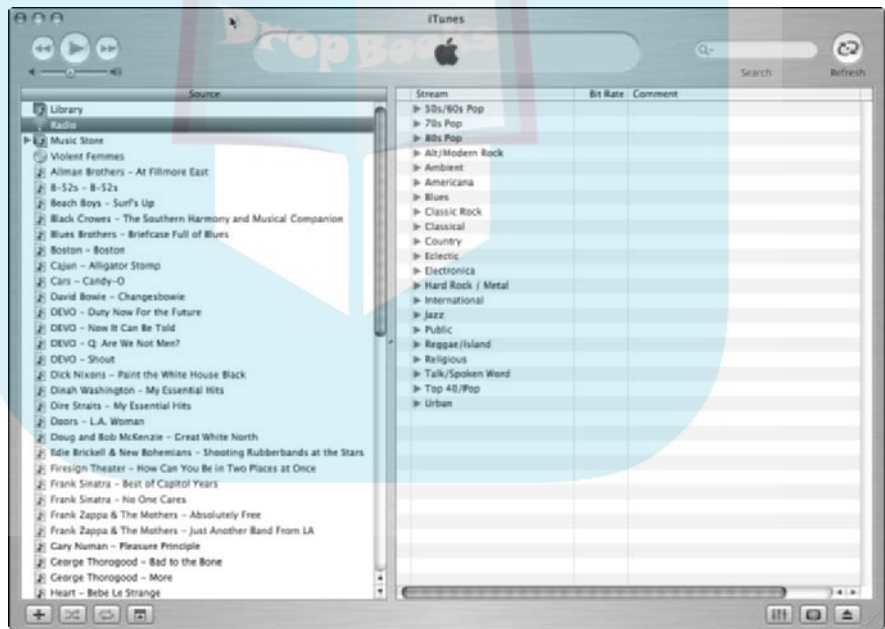 iTunes
Drop Books
Search
Refresh
Source
Library
Radio
Music Store
Violent Femmes
Allman Brothers – At Fillmore East
B-52s – B-52s
Beach Boys – Surf's Up
Black Crowes – The Southern Harmony and Musical Companion
Blues Brothers – Briefcase Full of Blues
Boston – Boston
Cajun – Alligator Stomp
Cars – Candy-O
David Bowie – Changesbowie
DEVO – Duty Now For the Future
DEVO – Now It Can Be Told
DEVO – Q: Are We Not Men?
DEVO – Shout
Dick Nixons – Paint the White House Black
Dinah Washington – My Essential Hits
Dire Straits – My Essential Hits
Doors – L.A. Woman
Doug and Bob McKenzie – Great White North
Edie Brickell & New Bohemians – Shooting Rubberbands at the Stars
Firesign Theater – How Can You Be in Two Places at Once
Frank Sinatra – Best of Capitol Years
Frank Sinatra – No One Cares
Frank Zappa & The Mothers – Absolutely Free
Frank Zappa & The Mothers – Just Another Band From LA
Gary Numan – Pleasure Principle
George Thorogood – Bad to the Bone
George Thorogood – More
Heart – Bebe Le Strange
Stream Bit Rate Comment
50s/60s Pop
70s Pop
80s Pop
Alt/Modern Rock
Ambient
Americana
Blues
Classic Rock
Classical
Country
Eclectic
Electronica
Hard Rock / Metal
International
Jazz
Public
Reggae/Island
Religious
Talk/Spoken Word
Top 40/Pop
Urban